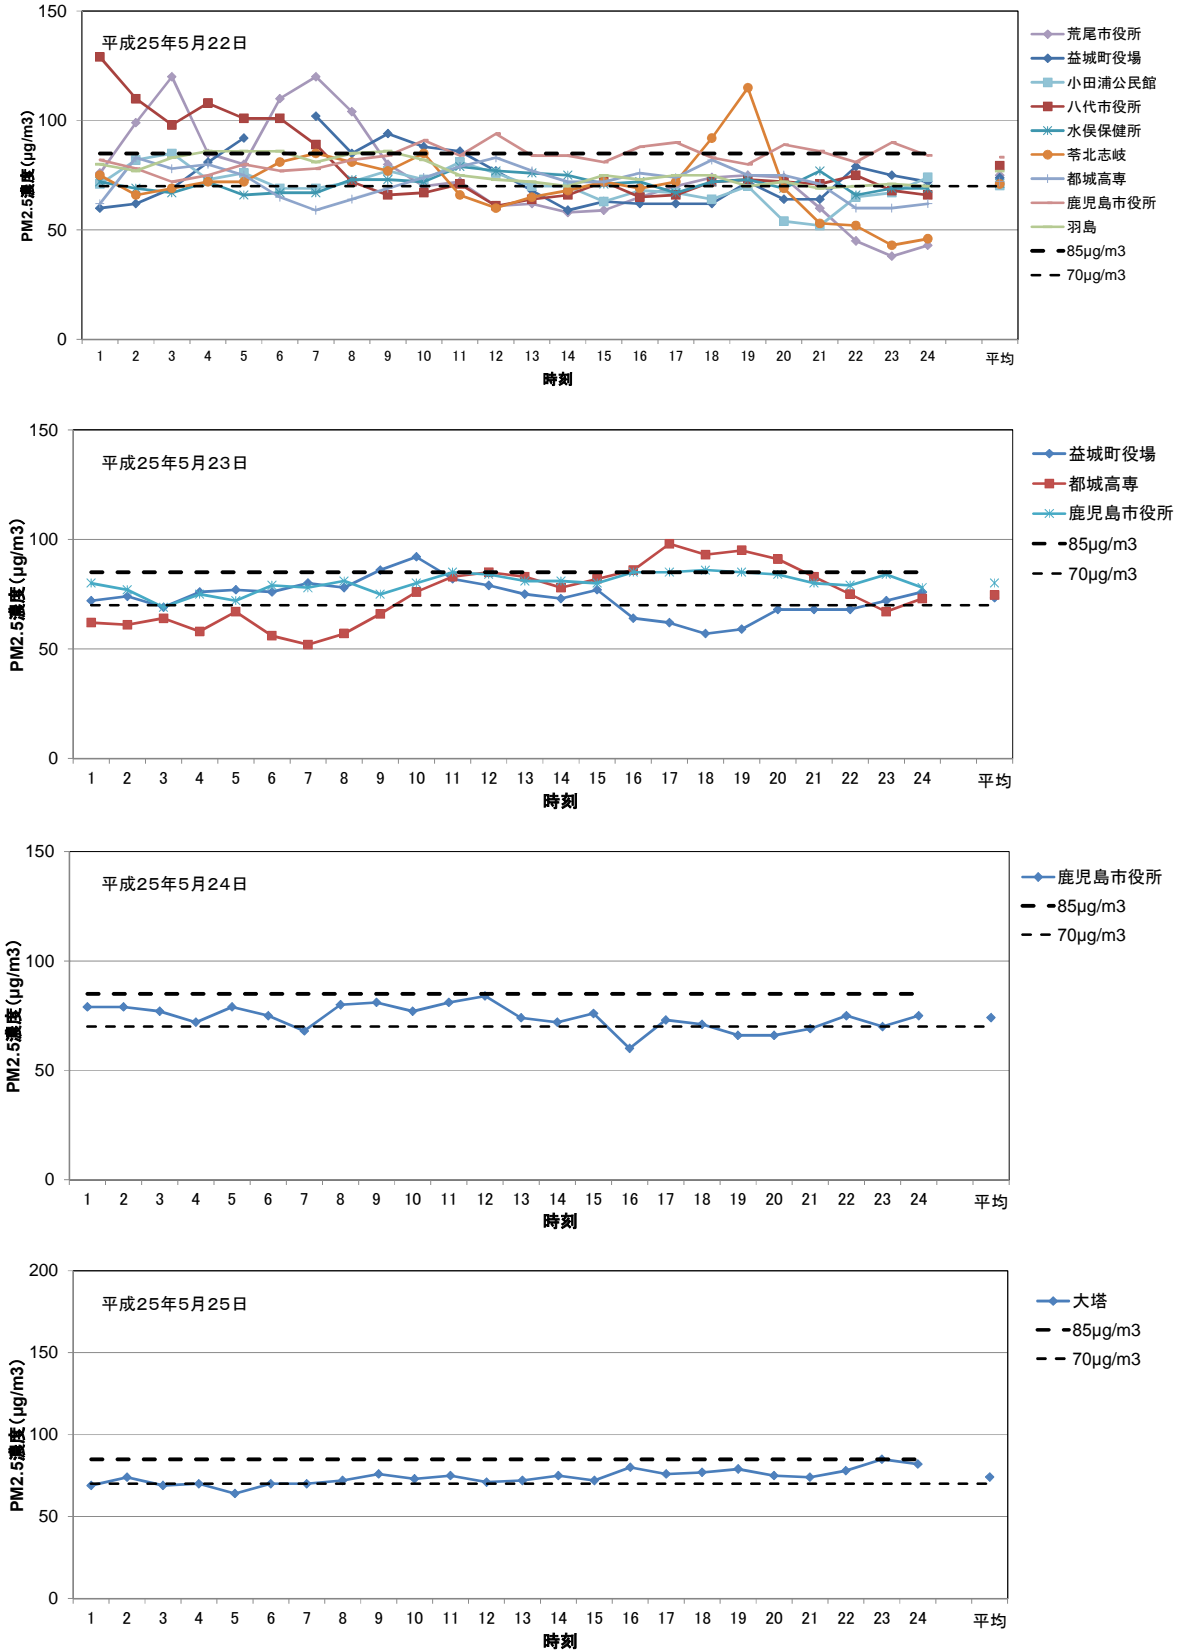 平成25年5月22日
PM2.5濃度(μg/m3)
150
100
50
0
1 2 3 4 5 6 7 8 9 10 11 12 13 14 15 16 17 18 19 20 21 22 23 24 平均
時刻
荒尾市役所
益城町役場
小田浦公民館
八代市役所
水俣保健所
苓北志岐
都城高専
鹿児島市役所
羽島
85μg/m3
70μg/m3
平成25年5月23日
PM2.5濃度(μg/m3)
150
100
50
0
1 2 3 4 5 6 7 8 9 10 11 12 13 14 15 16 17 18 19 20 21 22 23 24 平均
時刻
益城町役場
都城高専
鹿児島市役所
85μg/m3
70μg/m3
平成25年5月24日
PM2.5濃度(μg/m3)
150
100
50
0
1 2 3 4 5 6 7 8 9 10 11 12 13 14 15 16 17 18 19 20 21 22 23 24 平均
時刻
鹿児島市役所
85μg/m3
70μg/m3
平成25年5月25日
PM2.5濃度(μg/m3)
200
150
100
50
0
1 2 3 4 5 6 7 8 9 10 11 12 13 14 15 16 17 18 19 20 21 22 23 24 平均
時刻
大塔
85μg/m3
70μg/m3